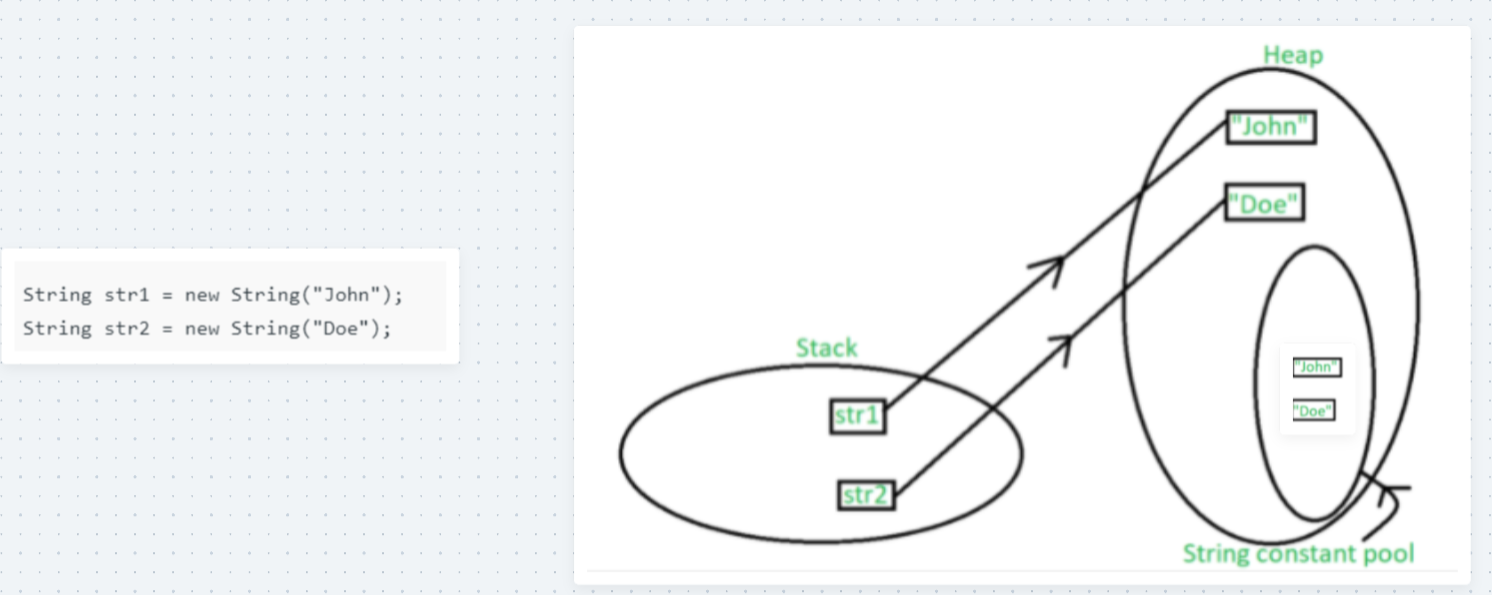 String str1 = new String("John");
String str2 = new String("Doe");
Heap
"John"
"Doe"
Stack
str1
str2
"John"
"Doe"
String constant pool